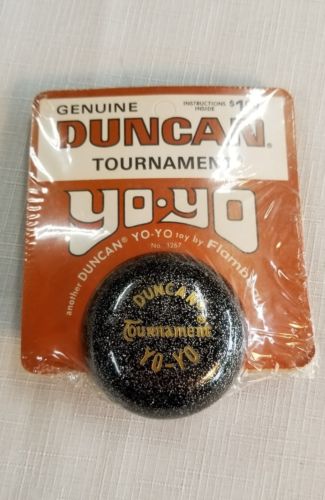 GENUINE
INSTRUCTIONS
INSIDE
DUNCAN®
TOURNAMENT
yo-yo
another DUNCAN® YO-YO toy by
No. 1267
DUNCAN
Tournament®
YO-YO